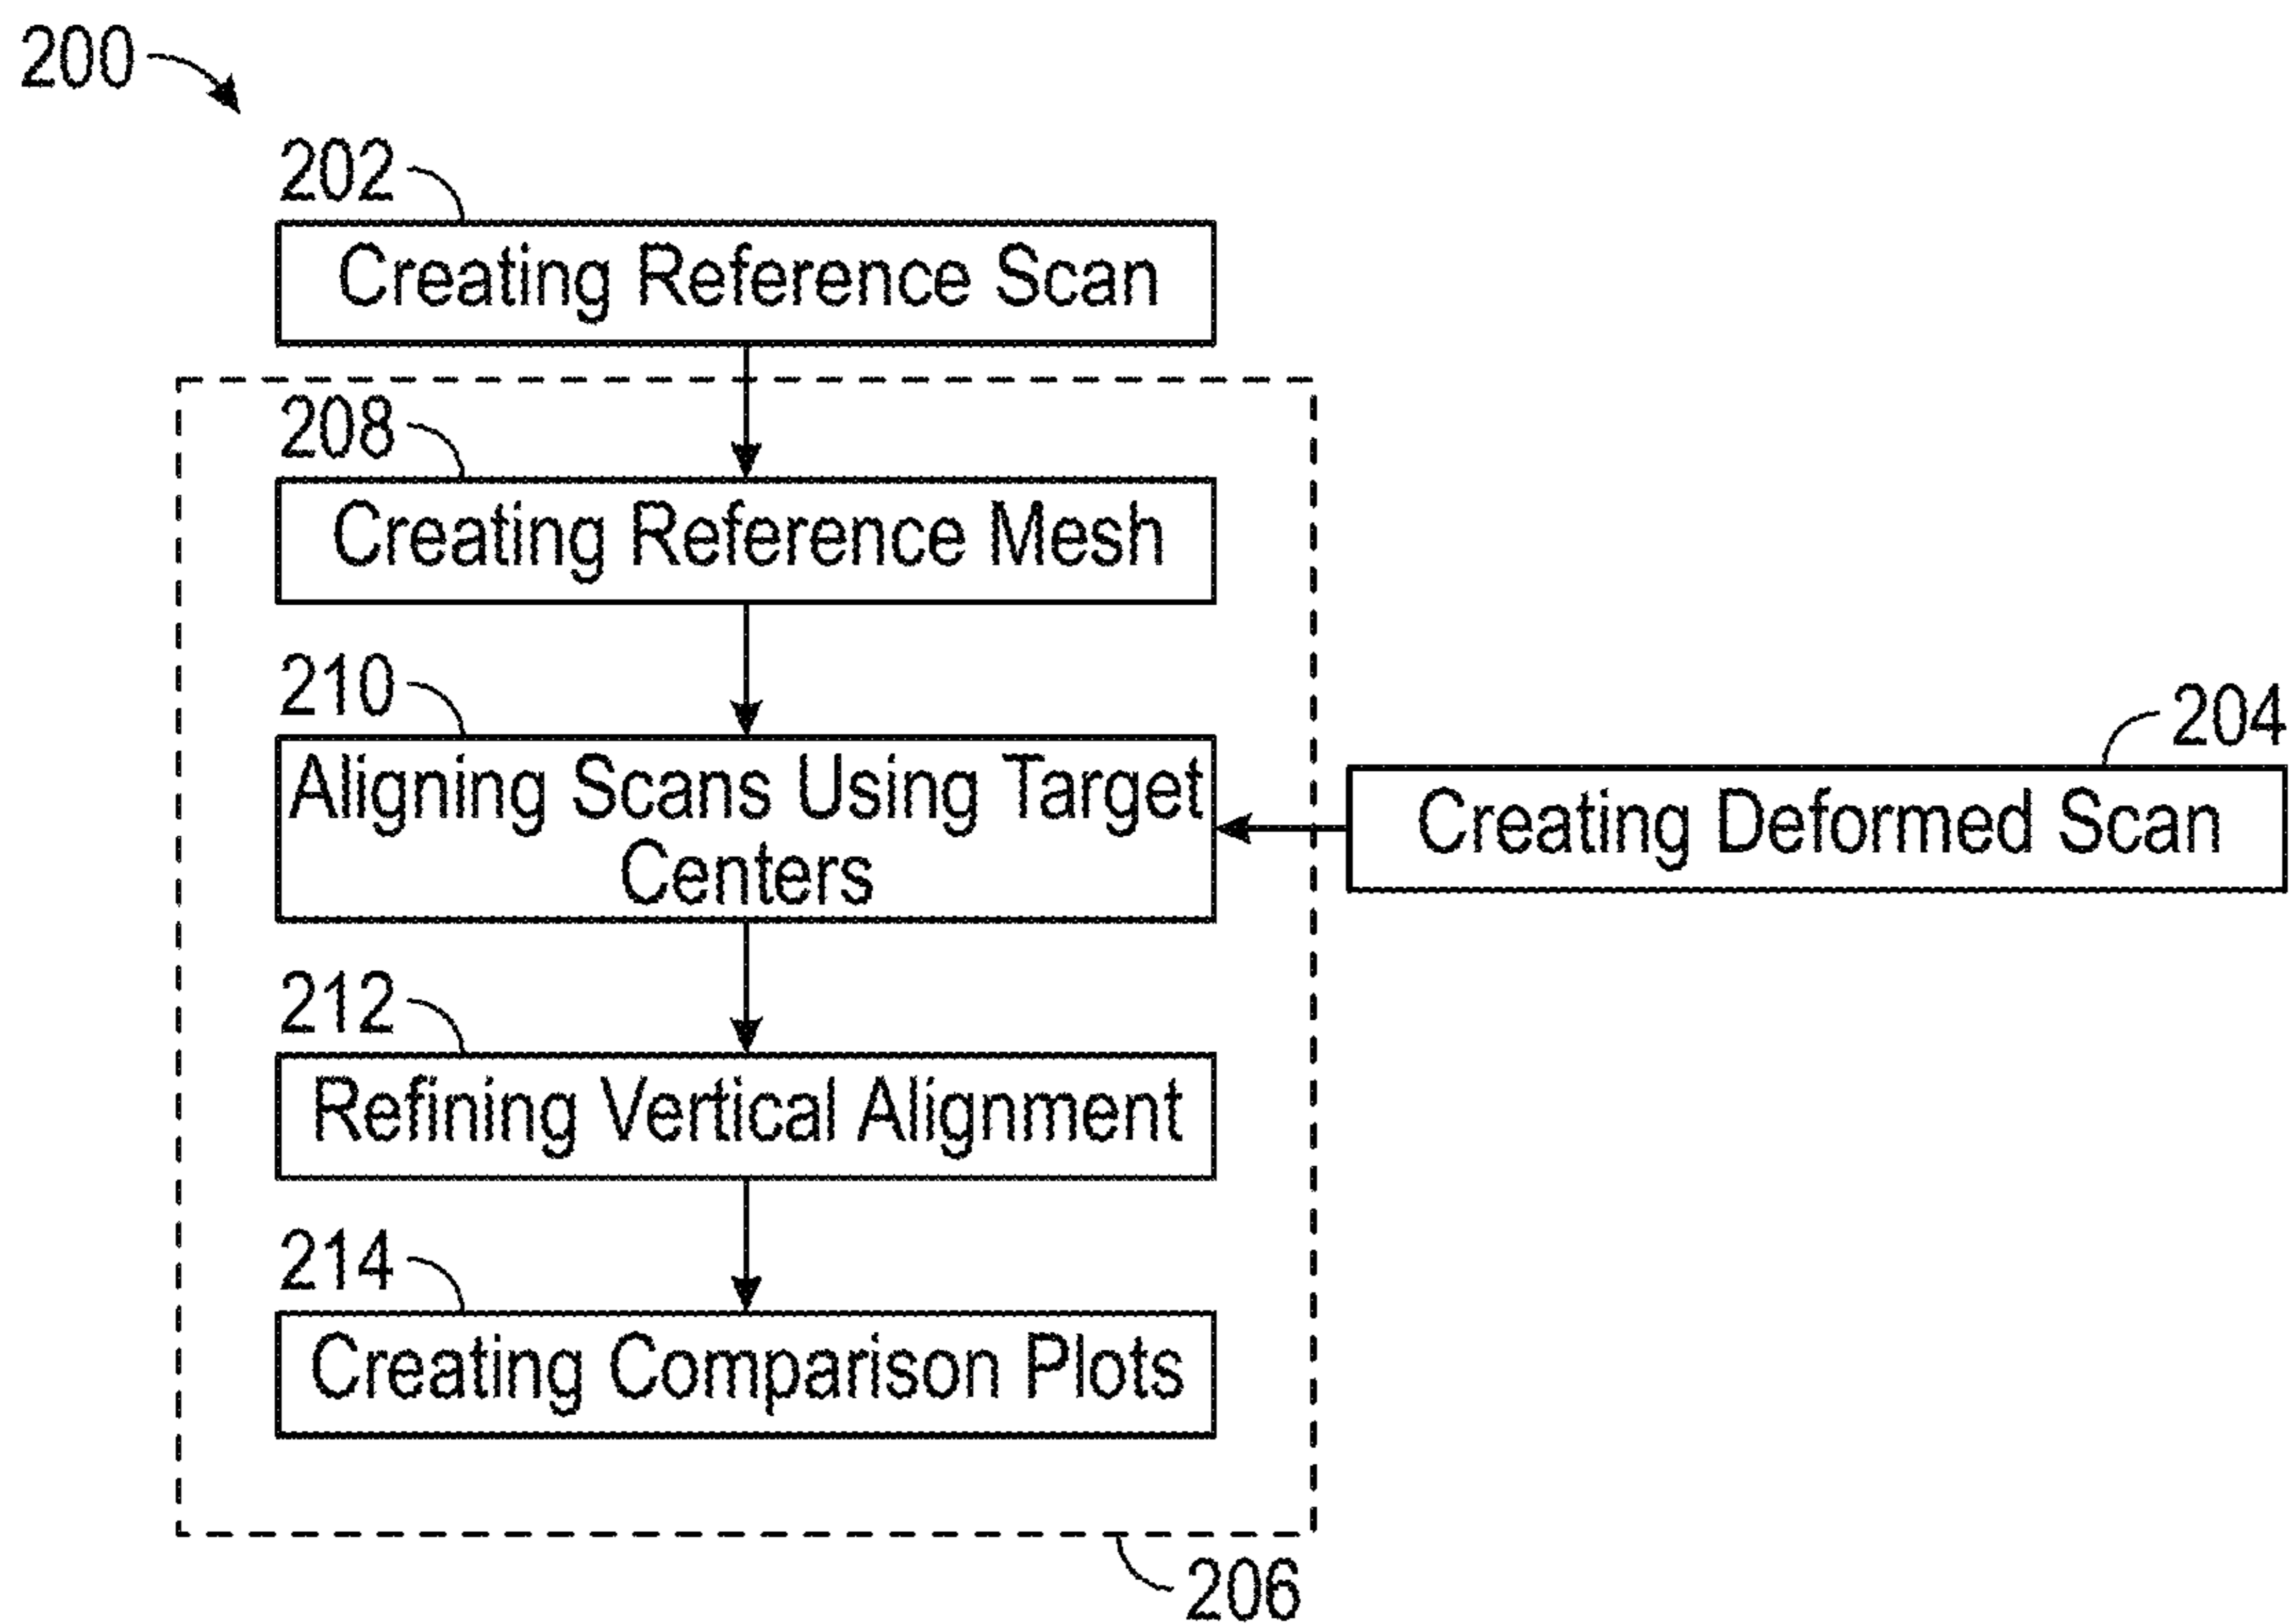 200
202
Creating Reference Scan
208
Creating Reference Mesh
210
Aligning Scans Using Target
Centers
204
Creating Deformed Scan
212
Refining Vertical Alignment
214
Creating Comparison Plots
206